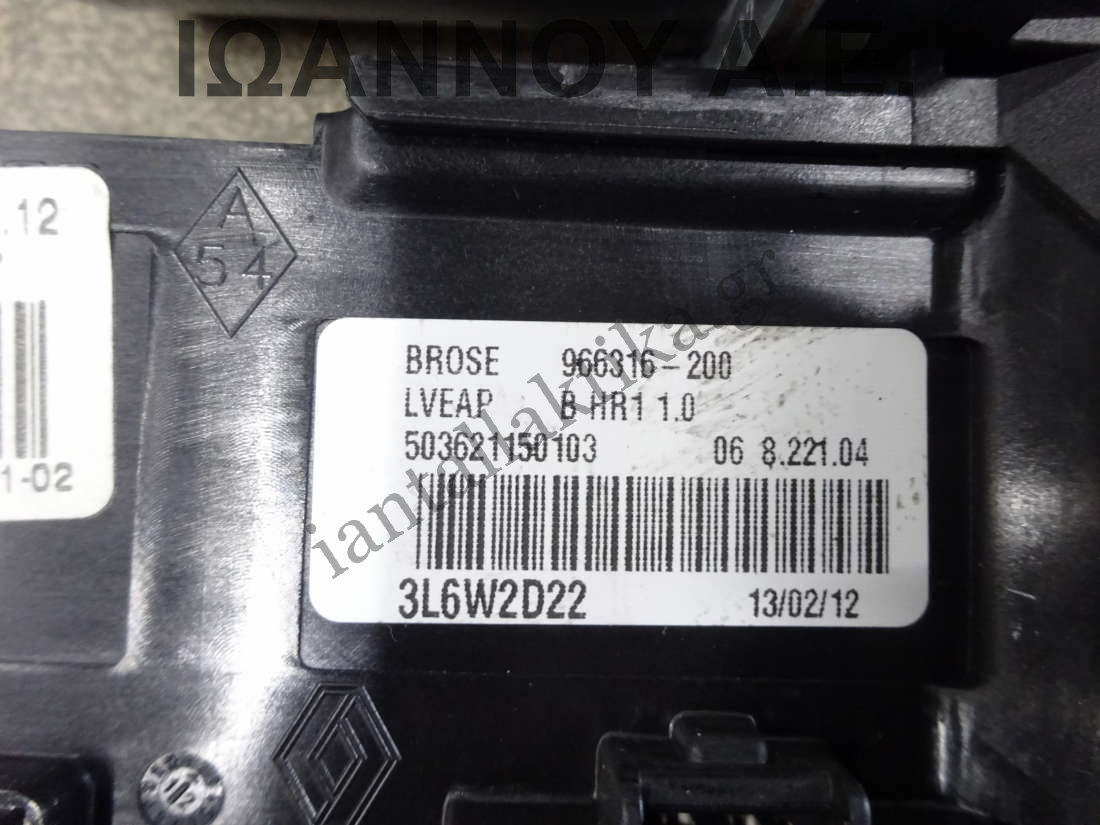 ΙΩΑΝΝΟΥ Α.Ε.
.12
A
54
1-02
BROSE 966316-200
LVEAP B HR1 1.0
503621150103 06 8.221.04
3L6W2D22 13/02/12
iantallaktika.gr